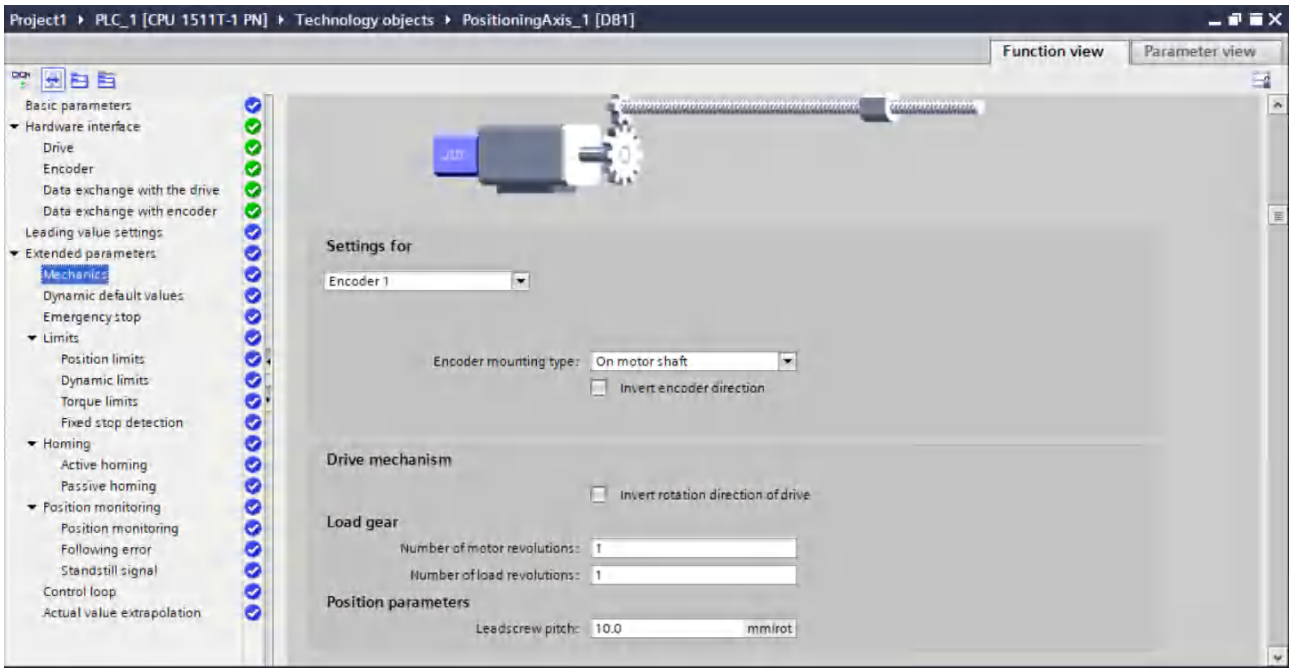 Project1 ▸ PLC_1 [CPU 1511T-1 PN] ▸ Technology objects ▸ PositioningAxis_1 [DB1]
Function view
Parameter view
Basic parameters
Hardware interface
Drive
Encoder
Data exchange with the drive
Data exchange with encoder
Leading value settings
Extended parameters
Mechanics
Dynamic default values
Emergency stop
Limits
Position limits
Dynamic limits
Torque limits
Fixed stop detection
Homing
Active homing
Passive homing
Position monitoring
Position monitoring
Following error
Standstill signal
Control loop
Actual value extrapolation
Settings for
Encoder 1
Encoder mounting type: On motor shaft
Invert encoder direction
Drive mechanism
Invert rotation direction of drive
Load gear
Number of motor revolutions: 1
Number of load revolutions: 1
Position parameters
Leadscrew pitch: 10.0 mm/rot